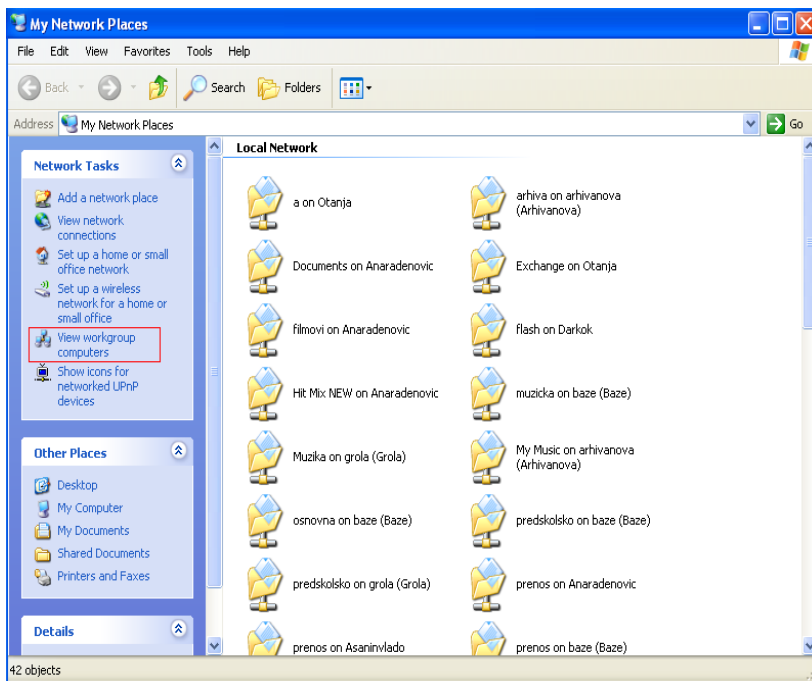 My Network Places
File Edit View Favorites Tools Help
Back Search Folders
Address My Network Places Go
Network Tasks
Add a network place
View network
connections
Set up a home or small
office network
Set up a wireless
network for a home or
small office
View workgroup
computers
Show icons for
networked UPnP
devices
Other Places
Desktop
My Computer
My Documents
Shared Documents
Printers and Faxes
Details
Local Network
a on Otanja
arhiva on arhivanova
(Arhivanova)
Documents on Anaradenovic
Exchange on Otanja
filmovi on Anaradenovic
flash on Darkok
Hit Mix NEW on Anaradenovic
muzicka on baze (Baze)
Muzika on grola (Grola)
My Music on arhivanova
(Arhivanova)
osnovna on baze (Baze)
predskolsko on baze (Baze)
predskolsko on grola (Grola)
prenos on Anaradenovic
prenos on Asaninvlado
prenos on baze (Baze)
42 objects